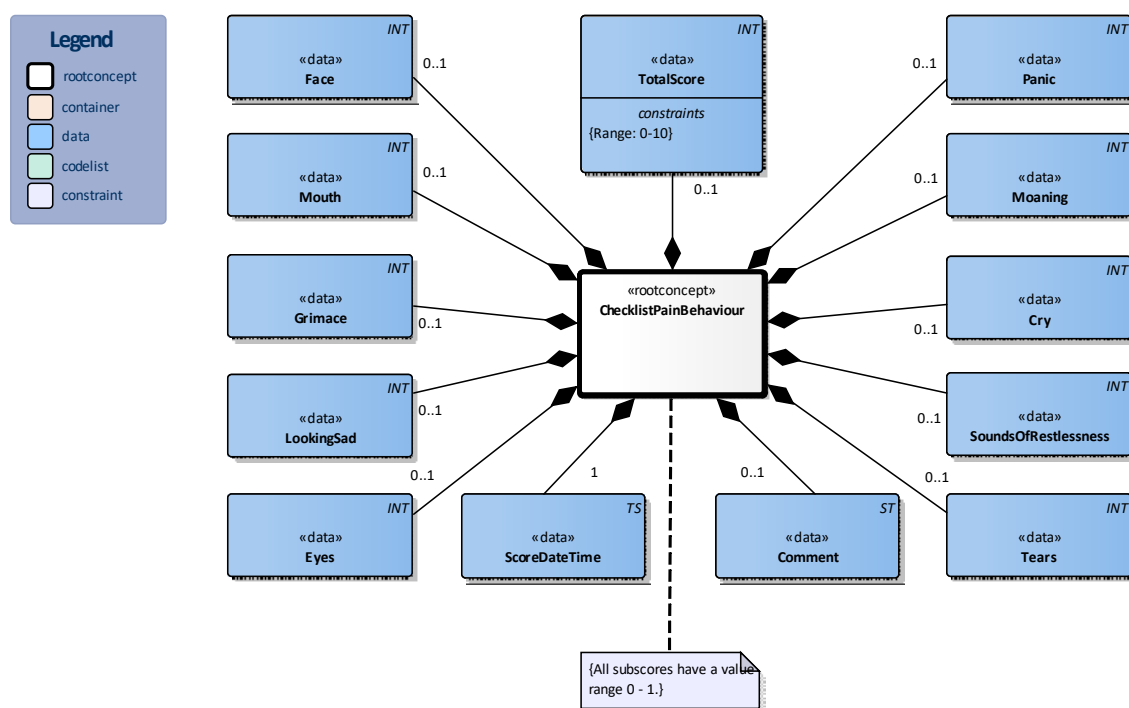 Legend
rootconcept
container
data
codelist
constraint
INT
«data»
Face
0..1
INT
«data»
TotalScore
constraints
{Range: 0-10}
0..1
INT
«data»
Panic
0..1
INT
«data»
Mouth
0..1
INT
«data»
Moaning
0..1
INT
«data»
Grimace
0..1
«rootconcept»
ChecklistPainBehaviour
INT
«data»
Cry
0..1
INT
«data»
LookingSad
0..1
INT
«data»
SoundsOfRestlessness
0..1
INT
«data»
Eyes
0..1
TS
«data»
ScoreDateTime
1
ST
«data»
Comment
0..1
INT
«data»
Tears
0..1
{All subscores have a value
range 0 - 1.}